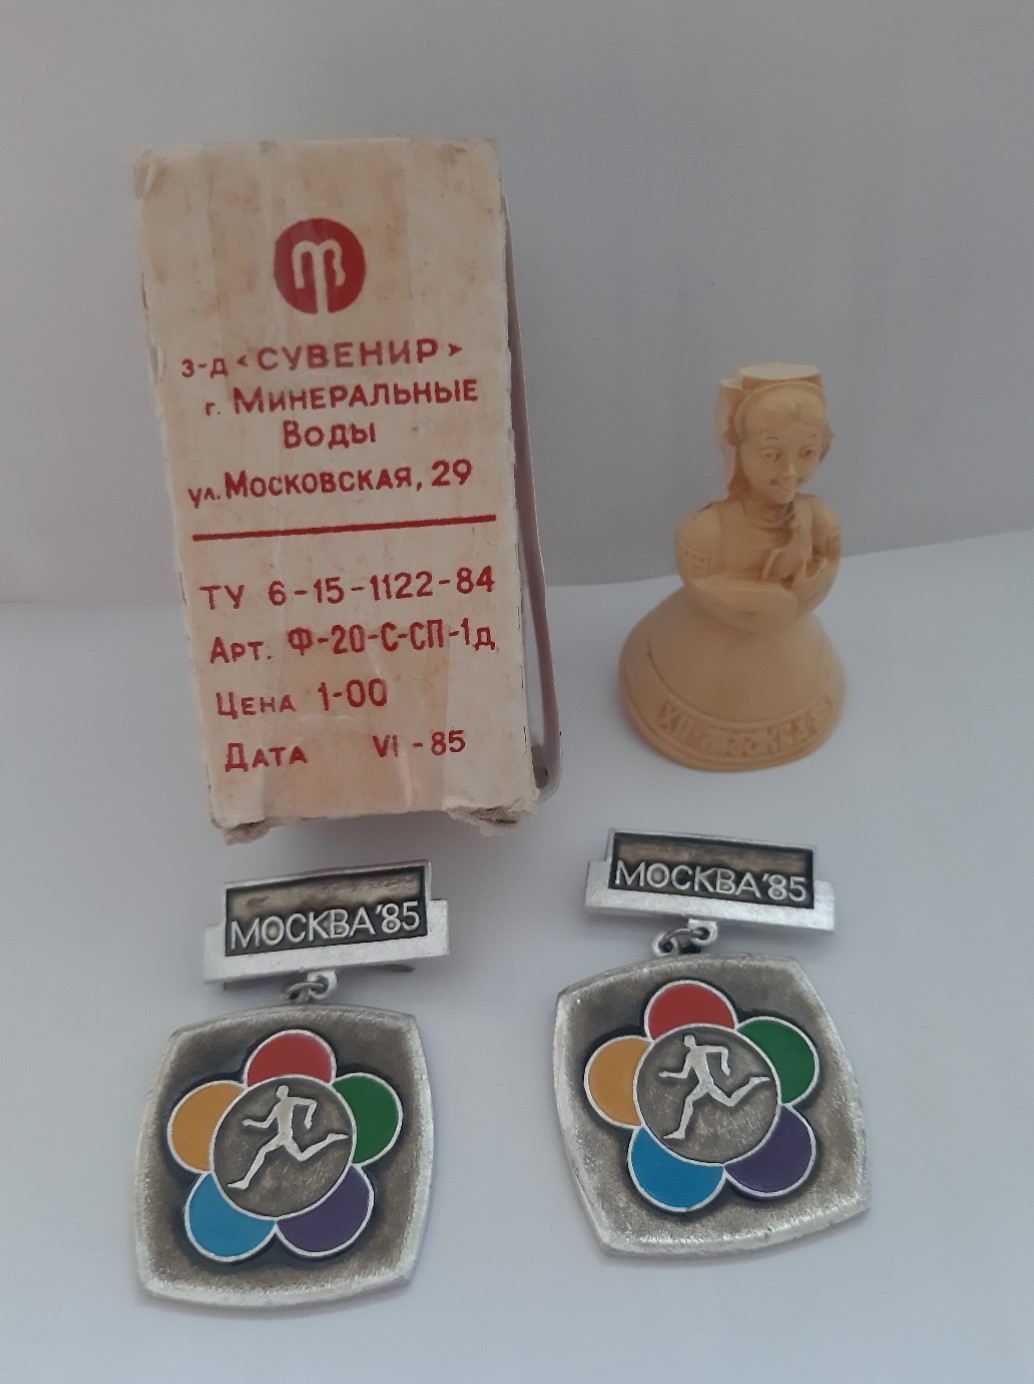 з-д «СУВЕНИР»
г. Минеральные
Воды
ул. Московская, 29
ТУ 6-15-1122-84
Арт. Ф-20-С-СП-1д
Цена 1-00
Дата VI-85
МОСКВА'85
МОСКВА'85